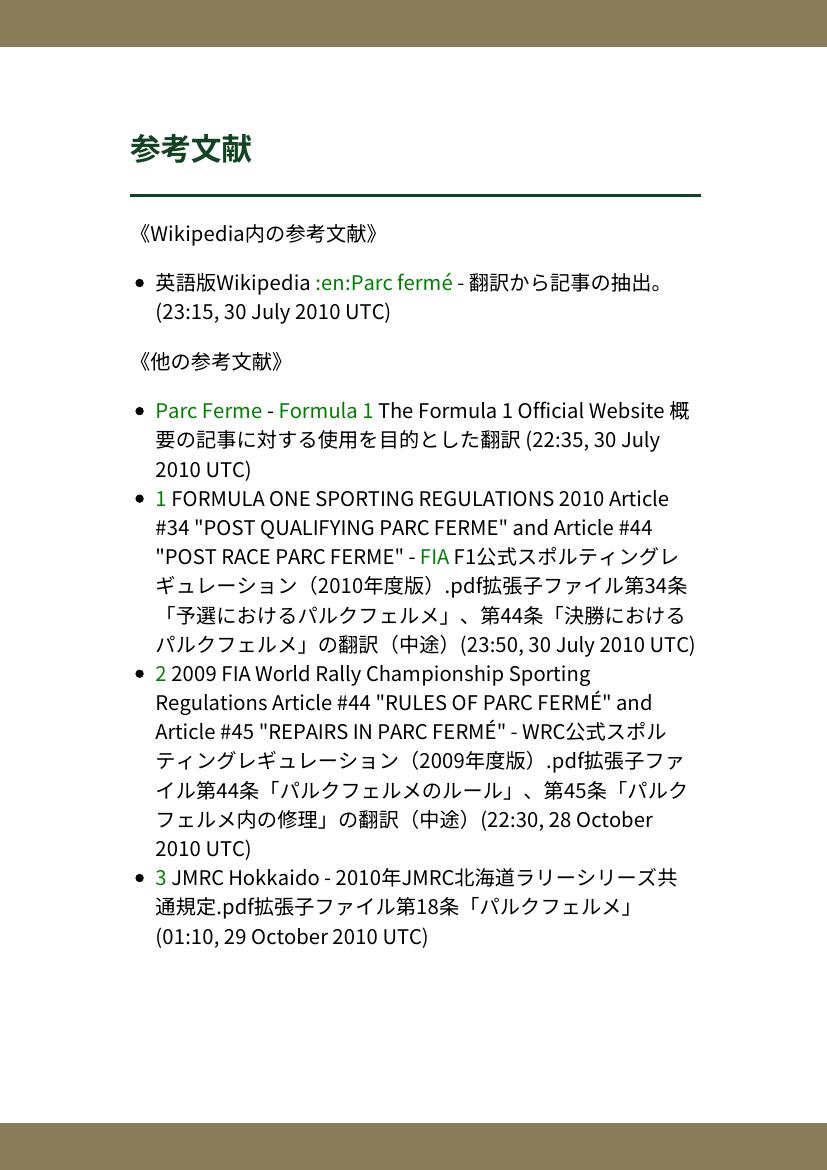 参考文献
《Wikipedia内の参考文献》
• 英語版Wikipedia :en:Parc fermé - 翻訳から記事の抽出。
(23:15, 30 July 2010 UTC)
《他の参考文献》
• Parc Ferme - Formula 1 The Formula 1 Official Website 概
要の記事に対する使用を目的とした翻訳 (22:35, 30 July
2010 UTC)
• 1 FORMULA ONE SPORTING REGULATIONS 2010 Article
#34 "POST QUALIFYING PARC FERME" and Article #44
"POST RACE PARC FERME" - FIA F1公式スポルティングレ
ギュレーション（2010年度版）.pdf拡張子ファイル第34条
「予選におけるパルクフェルメ」、第44条「決勝における
パルクフェルメ」の翻訳（中途）(23:50, 30 July 2010 UTC)
• 2 2009 FIA World Rally Championship Sporting
Regulations Article #44 "RULES OF PARC FERMÉ" and
Article #45 "REPAIRS IN PARC FERMÉ" - WRC公式スポル
ティングレギュレーション（2009年度版）.pdf拡張子ファ
イル第44条「パルクフェルメのルール」、第45条「パルク
フェルメ内の修理」の翻訳（中途）(22:30, 28 October
2010 UTC)
• 3 JMRC Hokkaido - 2010年JMRC北海道ラリーシリーズ共
通規定.pdf拡張子ファイル第18条「パルクフェルメ」
(01:10, 29 October 2010 UTC)